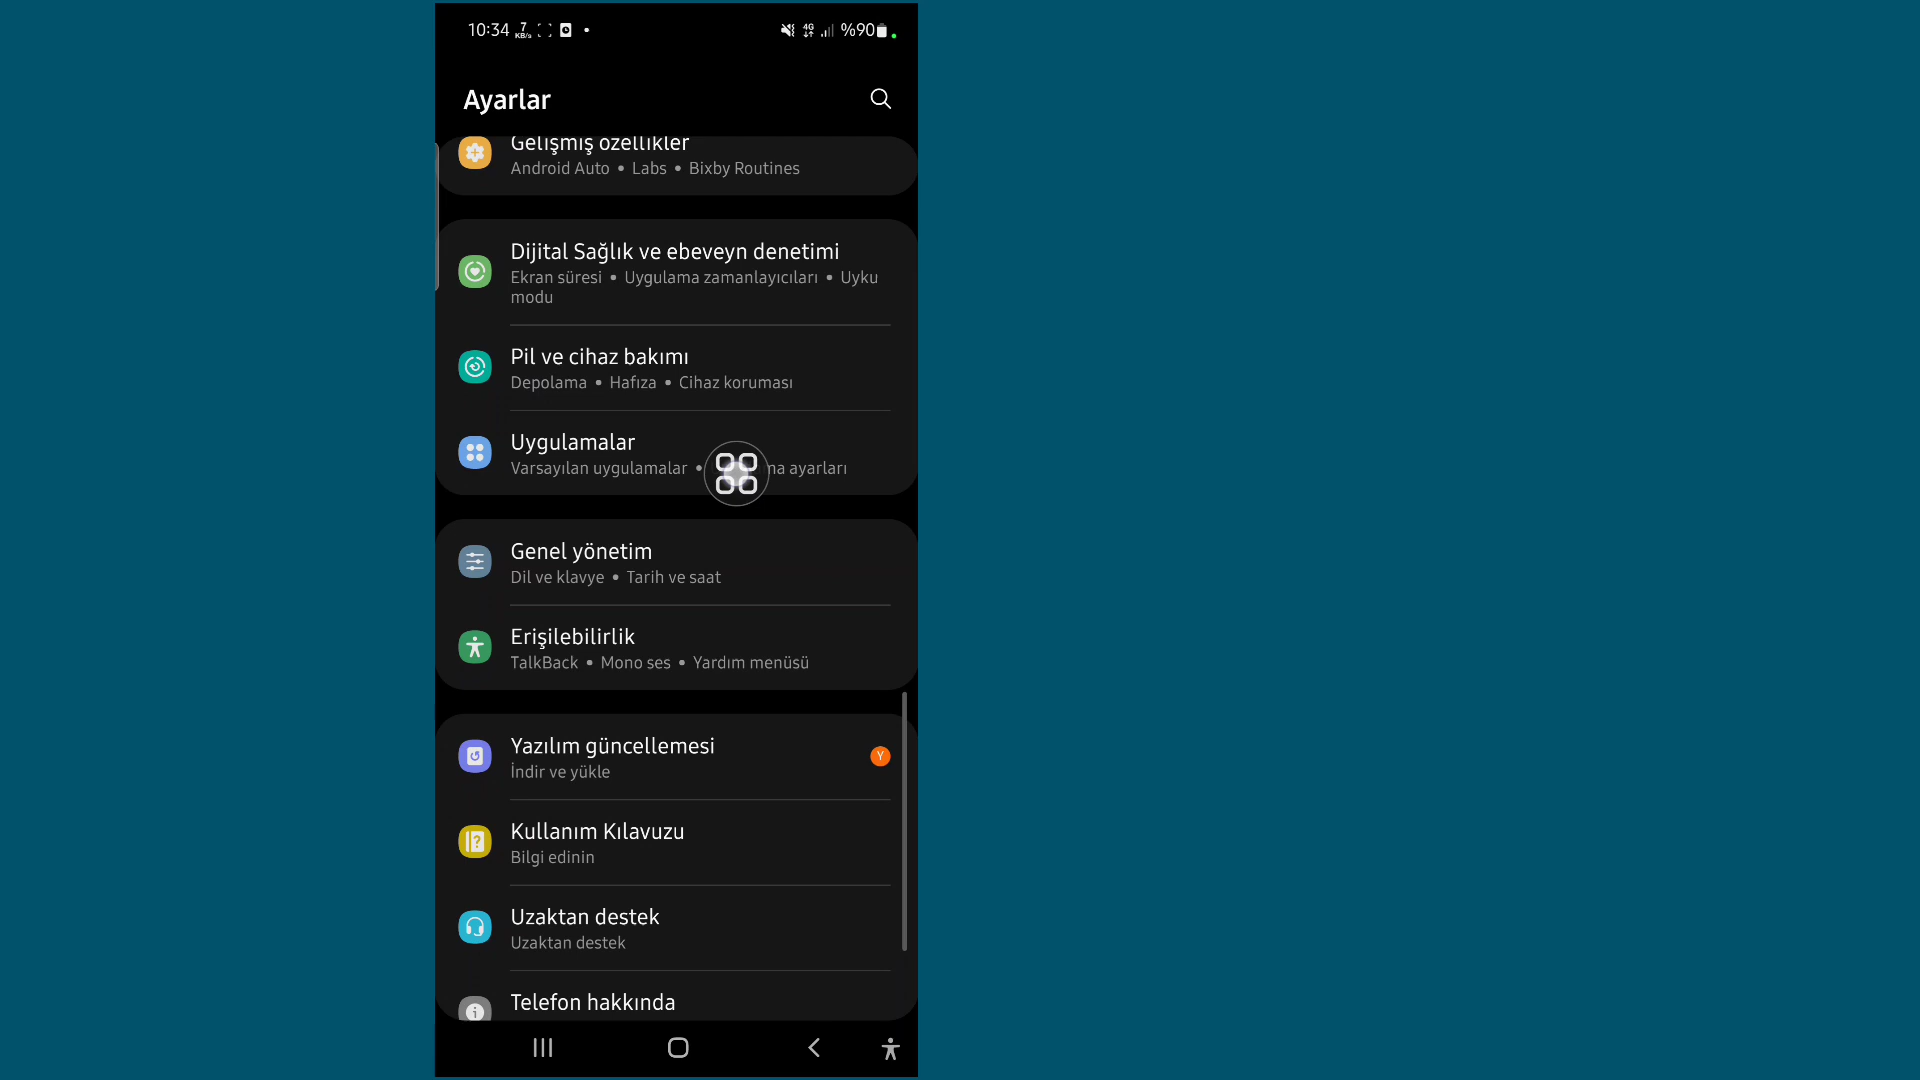 10:34 7 KB/s 4G %90
Ayarlar
Gelişmiş özellikler
Android Auto • Labs • Bixby Routines
Dijital Sağlık ve ebeveyn denetimi
Ekran süresi • Uygulama zamanlayıcıları • Uyku
modu
Pil ve cihaz bakımı
Depolama • Hafıza • Cihaz koruması
Uygulamalar
Varsayılan uygulamalar • ma ayarları
Genel yönetim
Dil ve klavye • Tarih ve saat
Erişilebilirlik
TalkBack • Mono ses • Yardım menüsü
Yazılım güncellemesi
Y
İndir ve yükle
Kullanım Kılavuzu
Bilgi edinin
Uzaktan destek
Uzaktan destek
Telefon hakkında